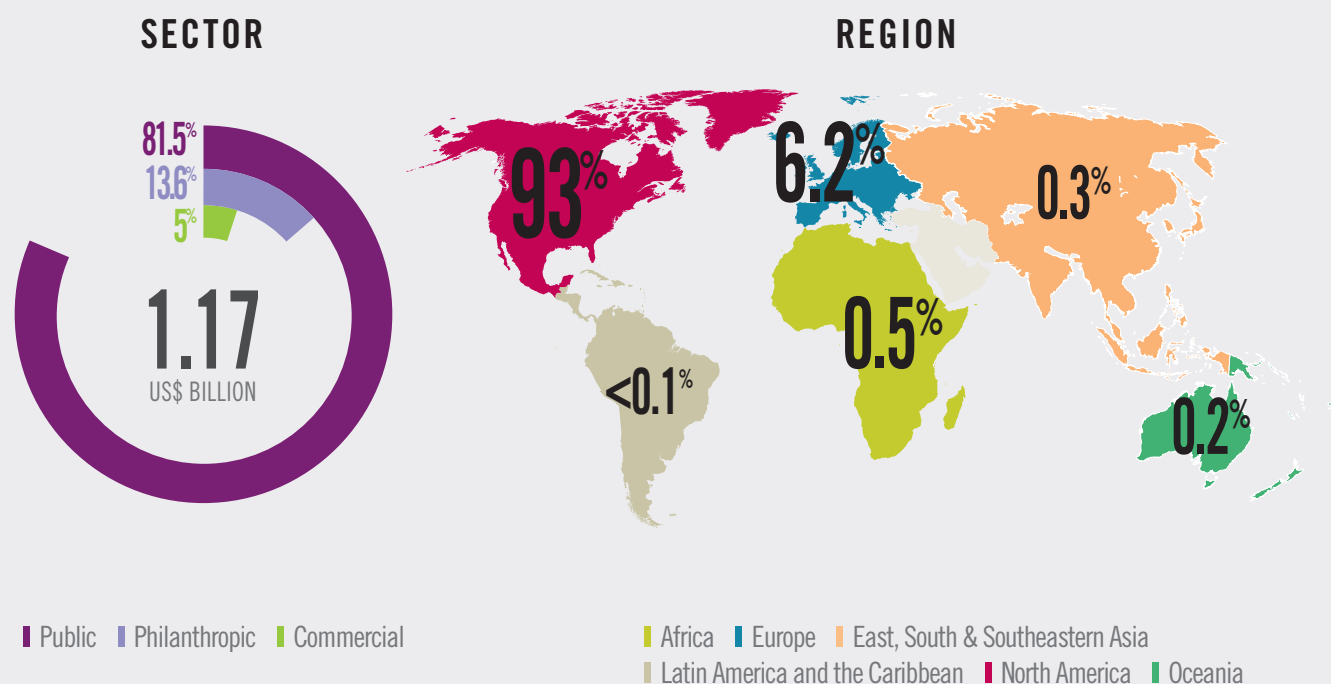 SECTOR
81.5%
13.6%
5%
1.17
US$ BILLION
Public Philanthropic Commercial
REGION
93%
6.2%
0.3%
0.5%
<0.1%
0.2%
Africa Europe East, South & Southeastern Asia
Latin America and the Caribbean North America Oceania